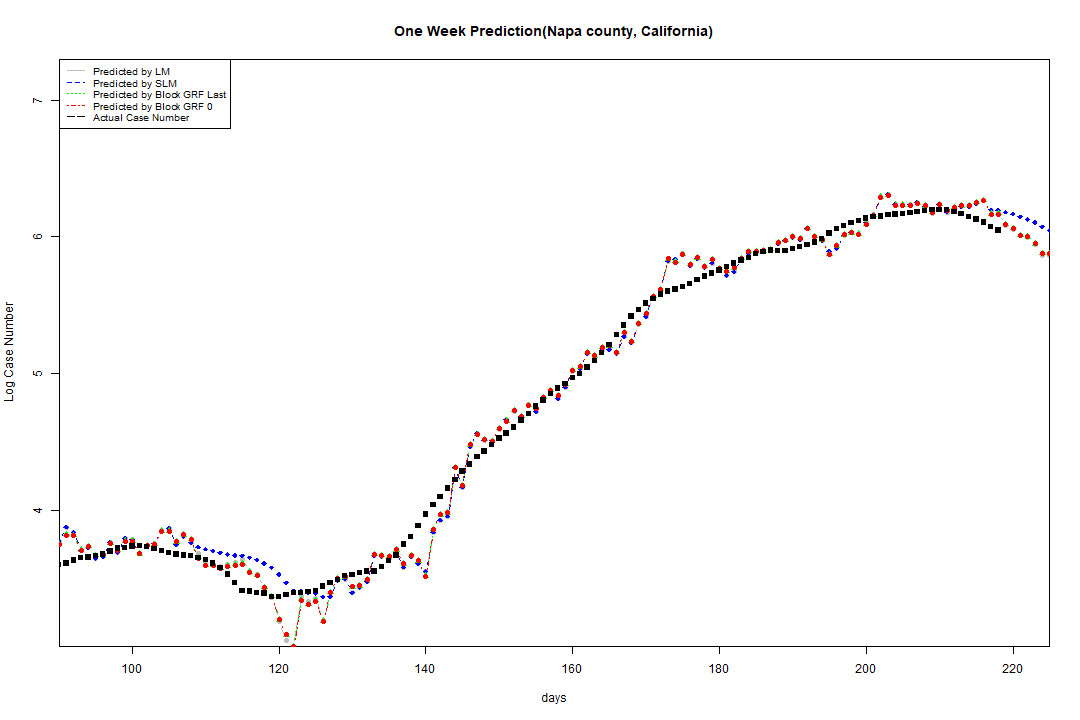 One Week Prediction(Napa county, California)
Predicted by LM
Predicted by SLM
Predicted by Block GRF Last
Predicted by Block GRF 0
Actual Case Number
7
6
5
4
Log Case Number
100 120 140 160 180 200 220
days